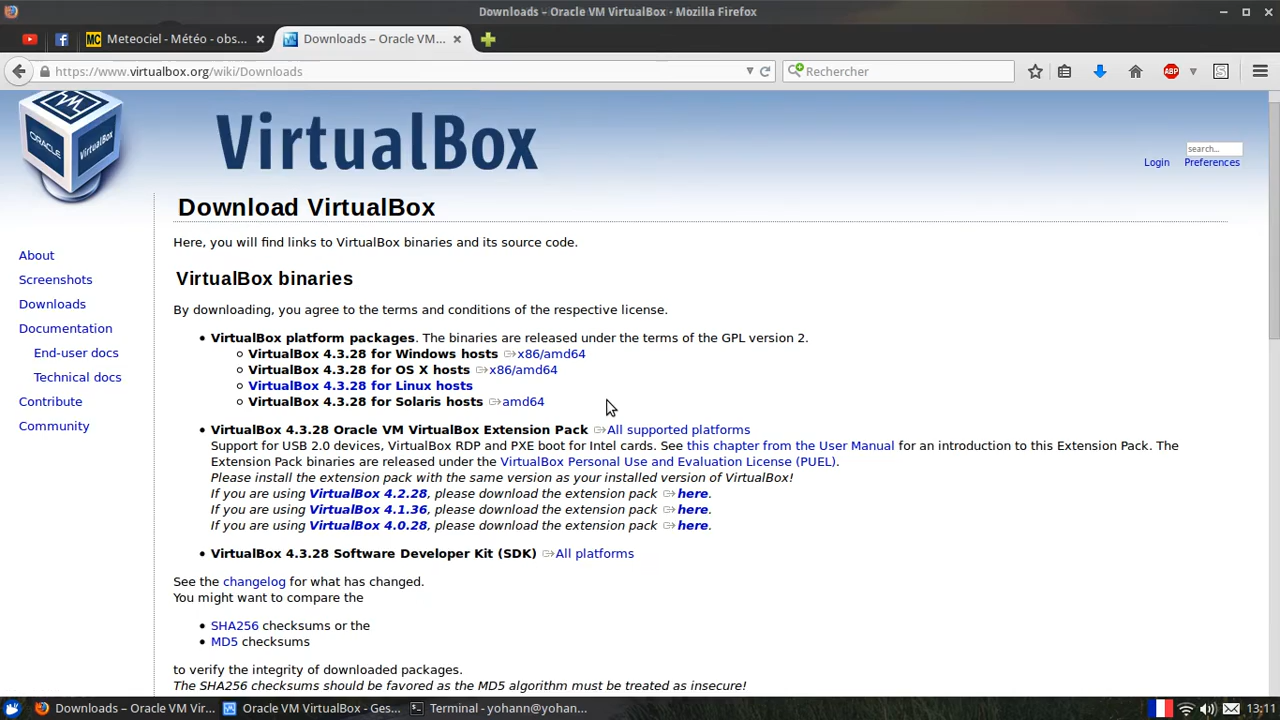 Downloads – Oracle VM VirtualBox - Mozilla Firefox
MC Meteociel - Météo - obs... Downloads – Oracle VM...
https://www.virtualbox.org/wiki/Downloads
Rechercher
ABP
ORACLE
VirtualBox
VirtualBox
search...
Login Preferences
Download VirtualBox
Here, you will find links to VirtualBox binaries and its source code.
About
Screenshots
Downloads
Documentation
End-user docs
Technical docs
Contribute
Community
VirtualBox binaries
By downloading, you agree to the terms and conditions of the respective license.
VirtualBox platform packages. The binaries are released under the terms of the GPL version 2.
VirtualBox 4.3.28 for Windows hosts x86/amd64
VirtualBox 4.3.28 for OS X hosts x86/amd64
VirtualBox 4.3.28 for Linux hosts
VirtualBox 4.3.28 for Solaris hosts amd64
VirtualBox 4.3.28 Oracle VM VirtualBox Extension Pack All supported platforms
Support for USB 2.0 devices, VirtualBox RDP and PXE boot for Intel cards. See this chapter from the User Manual for an introduction to this Extension Pack. The
Extension Pack binaries are released under the VirtualBox Personal Use and Evaluation License (PUEL).
Please install the extension pack with the same version as your installed version of VirtualBox!
If you are using VirtualBox 4.2.28, please download the extension pack here.
If you are using VirtualBox 4.1.36, please download the extension pack here.
If you are using VirtualBox 4.0.28, please download the extension pack here.
VirtualBox 4.3.28 Software Developer Kit (SDK) All platforms
See the changelog for what has changed.
You might want to compare the
SHA256 checksums or the
MD5 checksums
to verify the integrity of downloaded packages.
The SHA256 checksums should be favored as the MD5 algorithm must be treated as insecure!
Downloads – Oracle VM Vir... Oracle VM VirtualBox - Ges... Terminal - yohann@yohan... 13:11